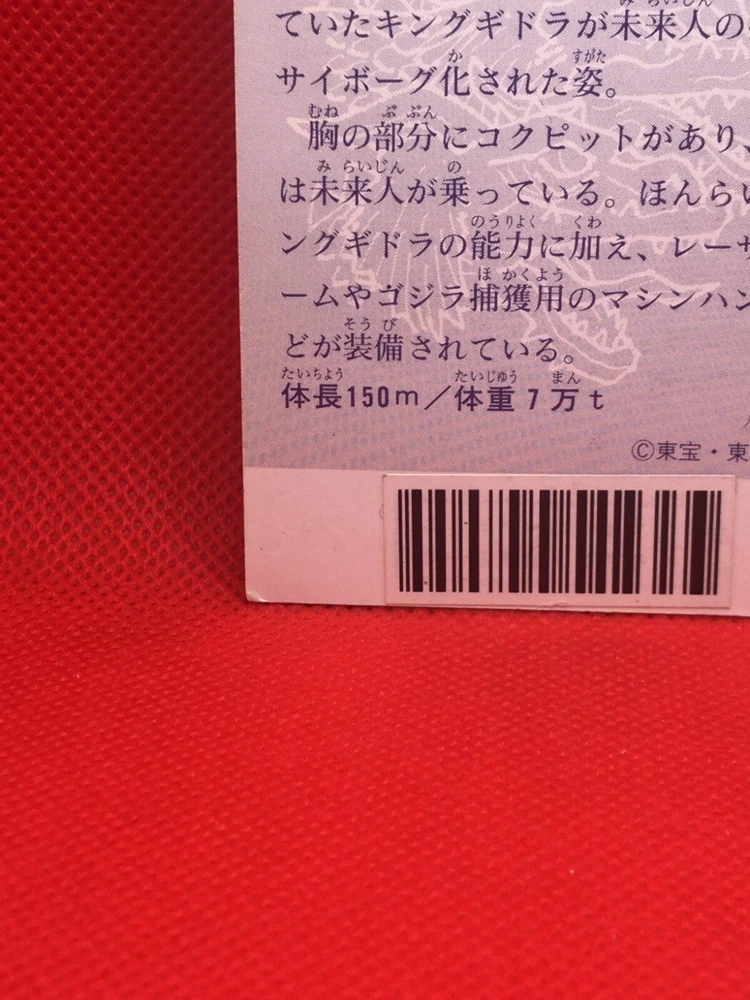 ていたキングギドラが未来人の
サイボーグ化された姿。
胸の部分にコクピットがあり、
は未来人が乗っている。ほんらい
ングギドラの能力に加え、レーザ
ームやゴジラ捕獲用のマシンハン
どが装備されている。
体長150m/体重7万t
©東宝・東